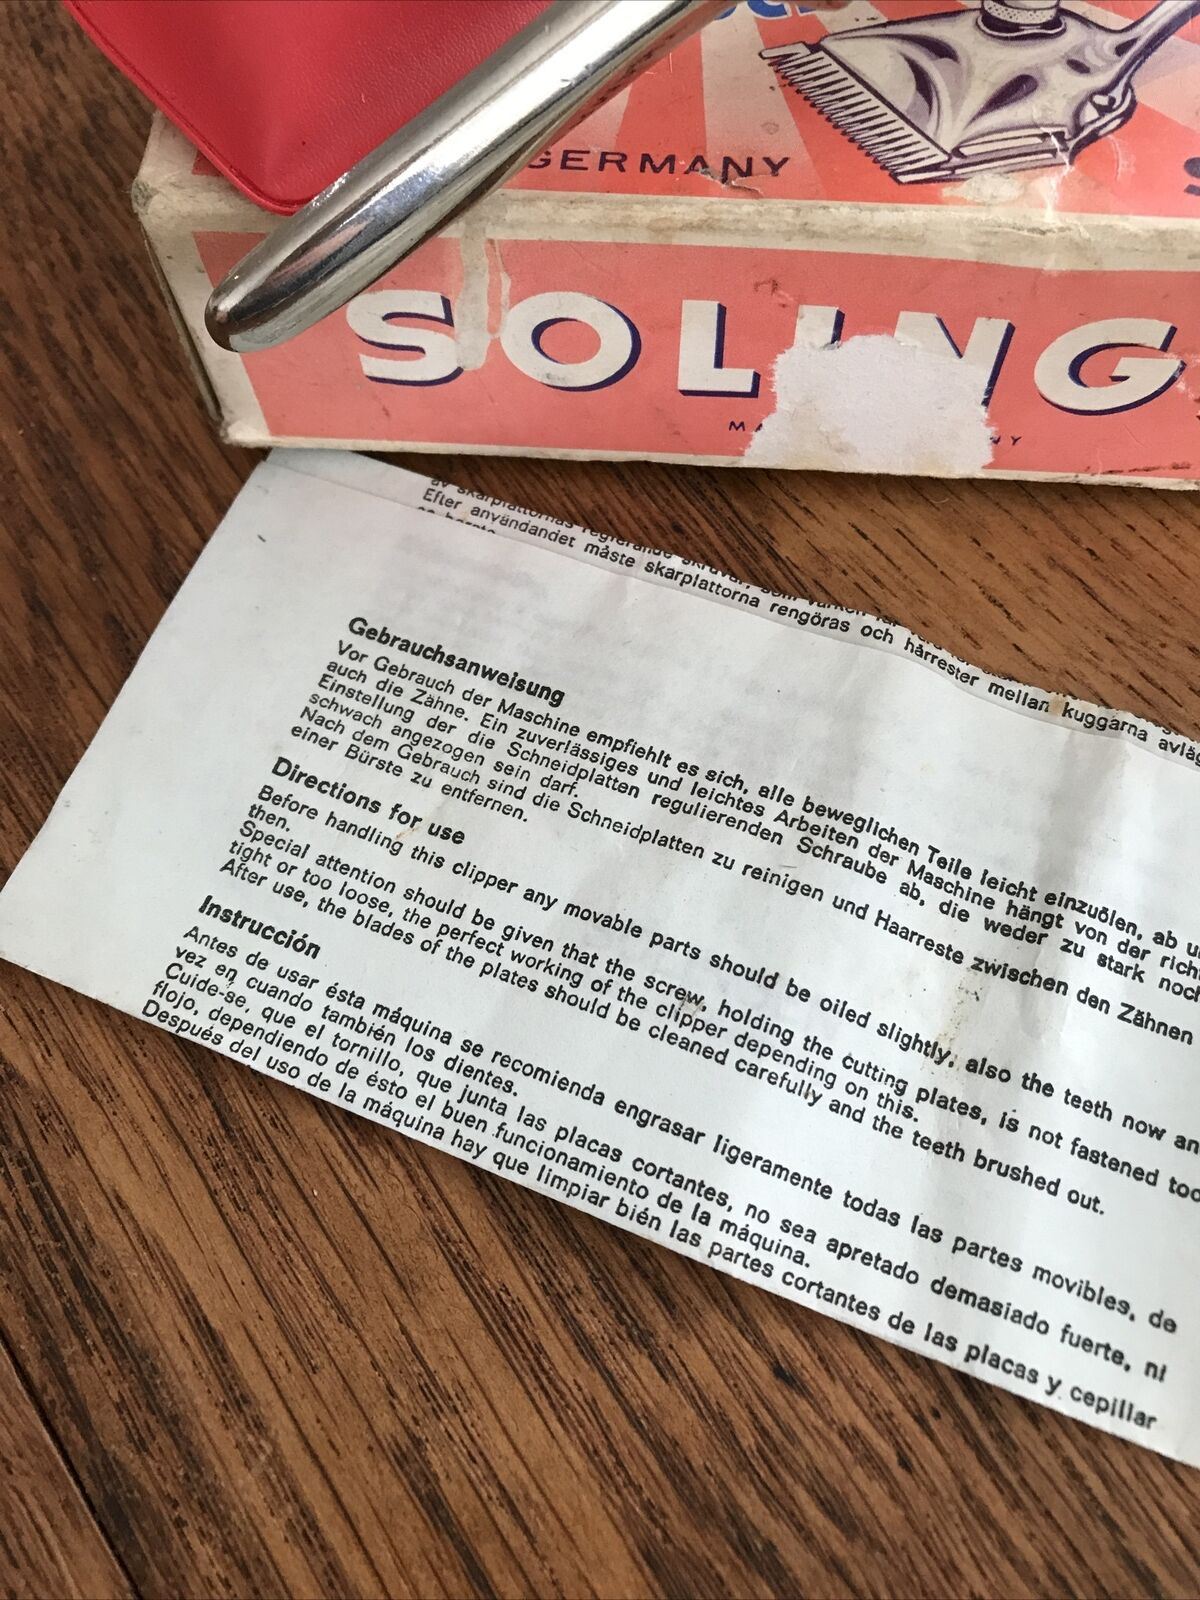 GERMANY
SOLING
Efter användandet måste skärplattorna rengöras och hårrester mellan kuggarna avläg
Gebrauchsanweisung
Vor Gebrauch der Maschine empfiehlt es sich, alle beweglichen Teile leicht einzuölen, ab u
auch die Zähne. Ein zuverlässiges und leichtes Arbeiten der Maschine hängt von der rich
Einstellung der die Schneidplatten regulierenden Schraube ab, die weder zu stark noch
schwach angezogen sein darf.
Nach dem Gebrauch sind die Schneidplatten zu reinigen und Haarreste zwischen den Zähnen
einer Bürste zu entfernen.
Directions for use
Before handling this clipper any movable parts should be oiled slightly, also the teeth now an
then.
Special attention should be given that the screw, holding the cutting plates, is not fastened too
tight or too loose, the perfect working of the clipper depending on this.
After use, the blades of the plates should be cleaned carefully and the teeth brushed out.
Instrucción
Antes de usar ésta máquina se recomienda engrasar ligeramente todas las partes movibles, de
vez en cuando también los dientes.
Cuide-se, que el tornillo, que junta las placas cortantes, no sea apretado demasiado fuerte, ni
flojo, dependiendo de ésto el buen funcionamiento de la máquina.
Después del uso de la máquina hay que limpiar bién las partes cortantes de las placas y cepillar